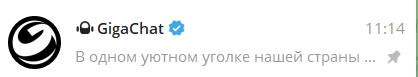 GigaChat 11:14
В одном уютном уголке нашей страны ...